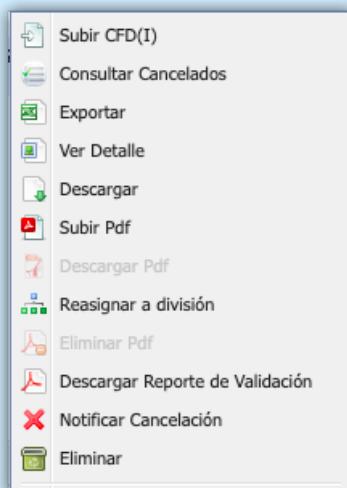 Subir CFD(I)
Consultar Cancelados
Exportar
Ver Detalle
Descargar
Subir Pdf
Descargar Pdf
Reasignar a división
Eliminar Pdf
Descargar Reporte de Validación
Notificar Cancelación
Eliminar